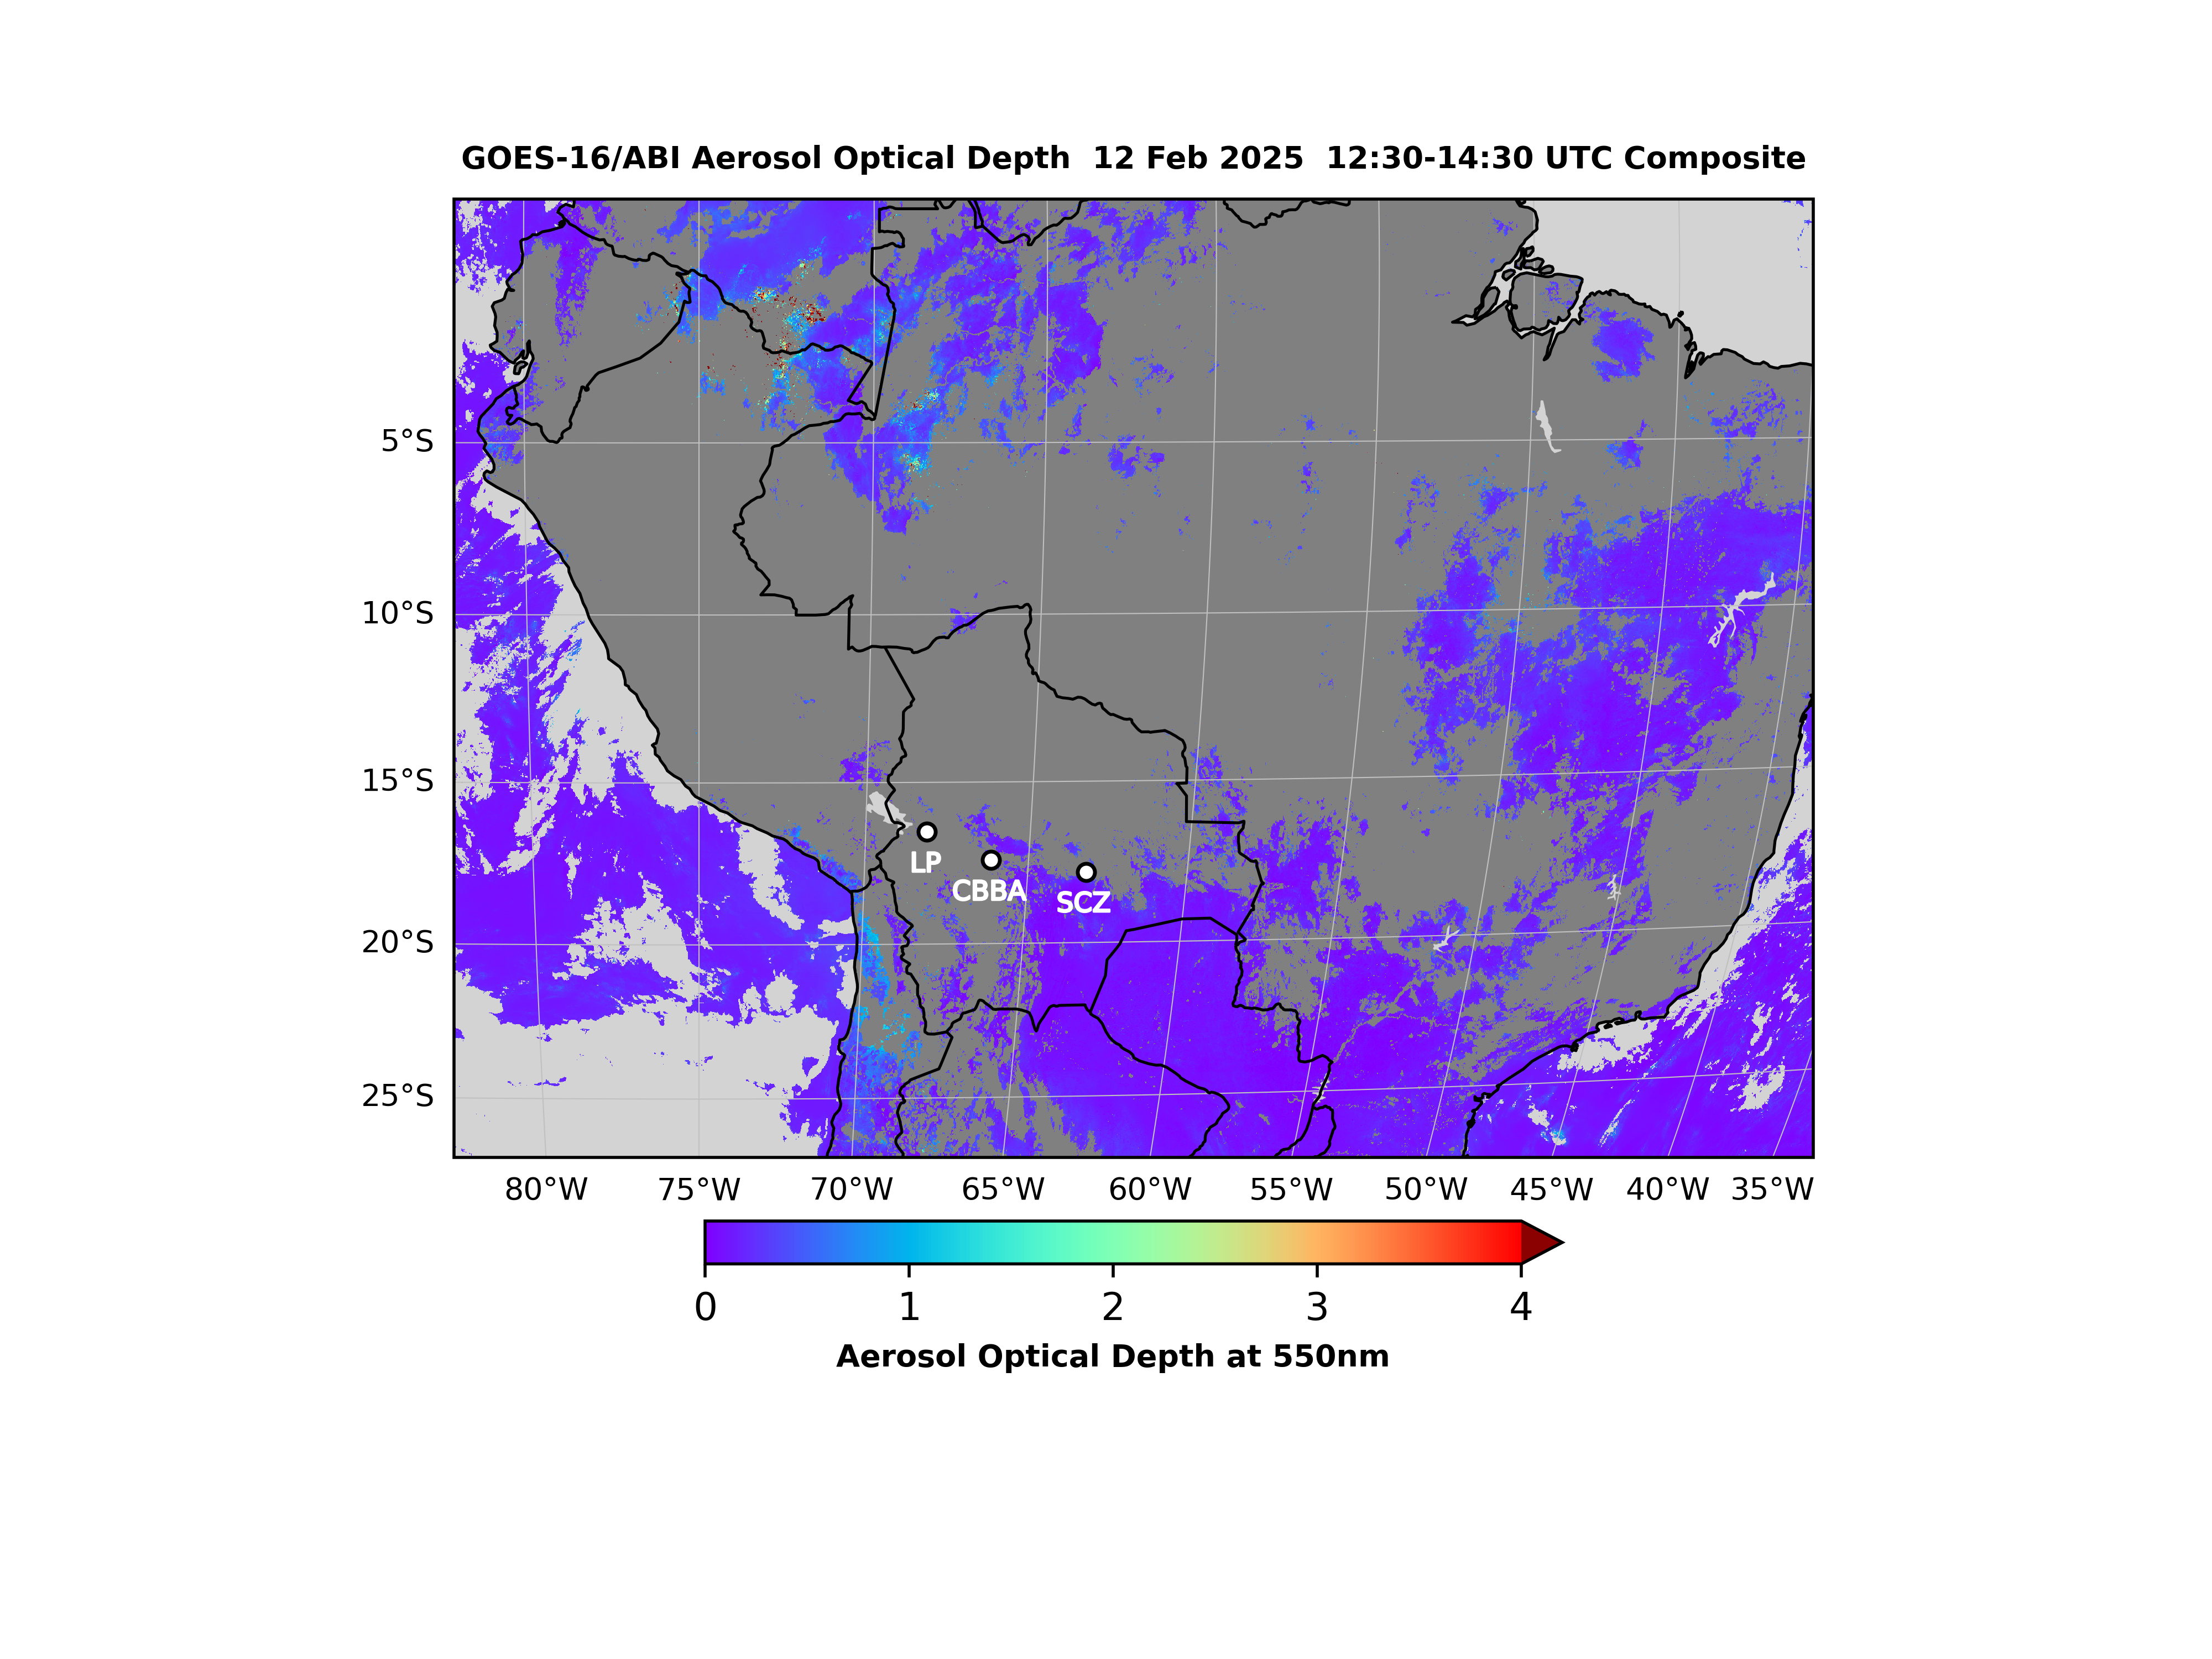 GOES-16/ABI Aerosol Optical Depth  12 Feb 2025  12:30-14:30 UTC Composite
5°S
10°S
15°S
LP
CBBA
SCZ
20°S
25°S
80°W 75°W 70°W 65°W 60°W 55°W 50°W 45°W 40°W 35°W
0 1 2 3 4
Aerosol Optical Depth at 550nm